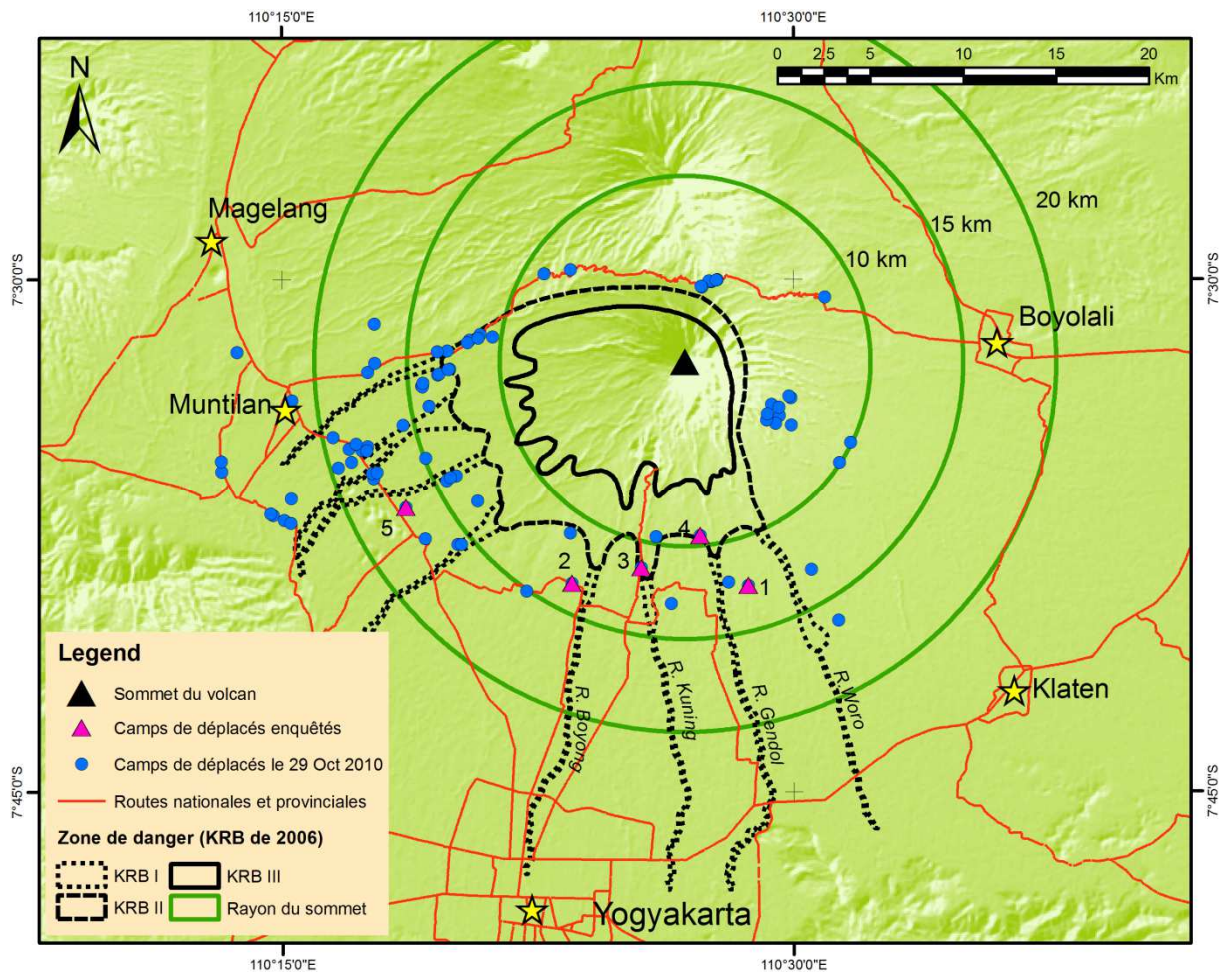 110°15'0"E
110°30'0"E
N
0 2,5 5 10 15 20
Km
Magelang
20 km
15 km
10 km
7°30'0"S
7°30'0"S
Boyolali
Muntilan
5
4
2
3
1
Klaten
R. Boyong
R. Kuning
R. Gendol
R. Woro
7°45'0"S
7°45'0"S
Legend
Sommet du volcan
Camps de déplacés enquêtés
Camps de déplacés le 29 Oct 2010
Routes nationales et provinciales
Zone de danger (KRB de 2006)
KRB I
KRB III
KRB II
Rayon du sommet
Yogyakarta
110°15'0"E
110°30'0"E